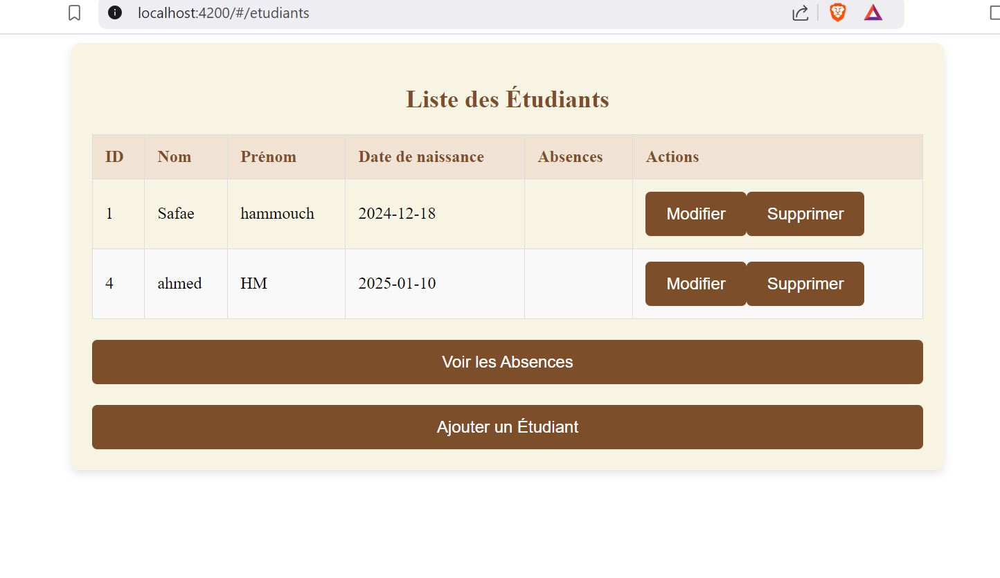 localhost:4200/#/etudiants
Liste des Étudiants
ID Nom Prénom Date de naissance Absences Actions
1 Safae hammouch 2024-12-18 Modifier Supprimer
4 ahmed HM 2025-01-10 Modifier Supprimer
Voir les Absences
Ajouter un Étudiant